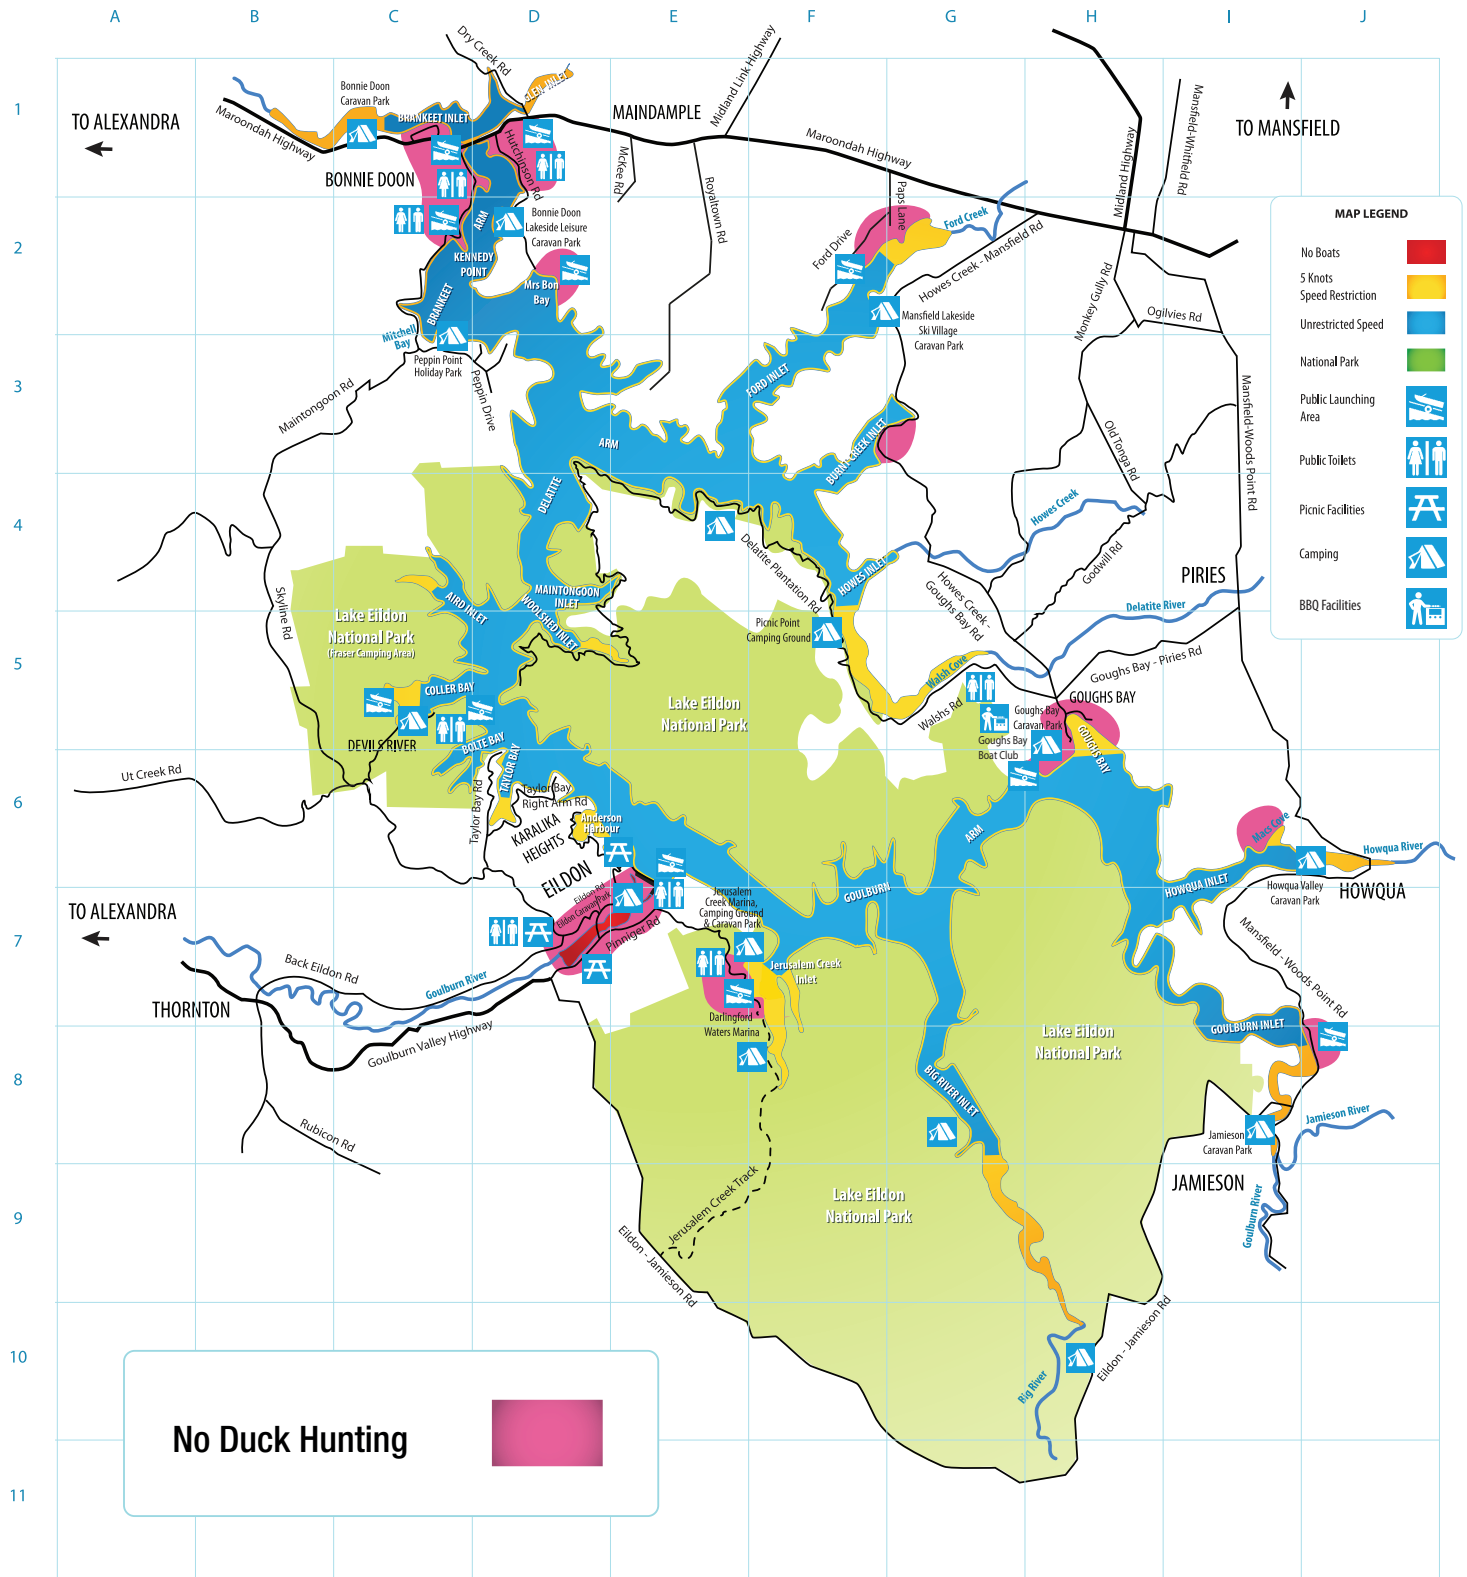 A
B
C
D
E
F
G
H
I
J
1
2
3
4
5
6
7
8
9
10
11
Dry Creek Rd
GLEN-INLET
Midland Link Highway
Bonnie Doon
Caravan Park
BRANKEET INLET
MAINDAMPLE
TO ALEXANDRA
Maroondah Highway
Maroondah Highway
Hutchinson Rd
McKee Rd
Royaltown Rd
Paps Lane
Midland Highway
Mansfield-Whitfield Rd
TO MANSFIELD
BONNIE DOON
ARM
Bonnie Doon
Lakeside Leisure
Caravan Park
KENNEDY
POINT
Mrs Bon
Bay
BRANKEET
Mitchell
Bay
Peppin Point
Holiday Park
Peppin Drive
Maintongoon Rd
Ford Drive
Ford Creek
Howes Creek - Mansfield Rd
Mansfield Lakeside
Ski Village
Caravan Park
Monkey Gully Rd
Ogilvies Rd
MAP LEGEND
No Boats
5 Knots
Speed Restriction
Unrestricted Speed
National Park
Public Launching
Area
Public Toilets
Picnic Facilities
Camping
BBQ Facilities
FORD INLET
ARM
BURNT CREEK INLET
Old Tonga Rd
Mansfield-Woods Point Rd
DELATITE
Howes Creek
Delatite Plantation Rd
HOWES INLET
Howes Creek -
Goughs Bay Rd
Godwill Rd
PIRIES
Delatite River
Skyline Rd
AIRD INLET
MAINTONGOON
INLET
WOOLSHED INLET
Lake Eildon
National Park
(Fraser Camping Area)
Picnic Point
Camping Ground
Walsh Cove
Walshs Rd
Goughs Bay - Piries Rd
GOUGHS BAY
Goughs Bay
Caravan Park
Goughs Bay
Boat Club
GOUGHS BAY
COLLER BAY
DEVILS RIVER
BOLTE BAY
TAYLOR BAY
Lake Eildon
National Park
Ut Creek Rd
Taylor Bay Rd
Taylor Bay
Right Arm Rd
KARALIKA
HEIGHTS
Anderson
Harbour
ARM
Macs Cove
Howqua River
HOWQUA
HOWQUA INLET
Howqua Valley
Caravan Park
EILDON
Eildon Rd
Eildon Caravan Park
Pinniger Rd
Jerusalem
Creek Marina,
Camping Ground
& Caravan Park
GOULBURN
TO ALEXANDRA
Back Eildon Rd
Goulburn River
THORNTON
Goulburn Valley Highway
Rubicon Rd
Jerusalem Creek
Inlet
Darlingford
Waters Marina
Mansfield - Woods Point Rd
GOULBURN INLET
Lake Eildon
National Park
BIG RIVER INLET
Jamieson River
Jamieson
Caravan Park
JAMIESON
Goulburn River
Jerusalem Creek Track
Lake Eildon
National Park
Eildon - Jamieson Rd
Eildon - Jamieson Rd
Big River
No Duck Hunting